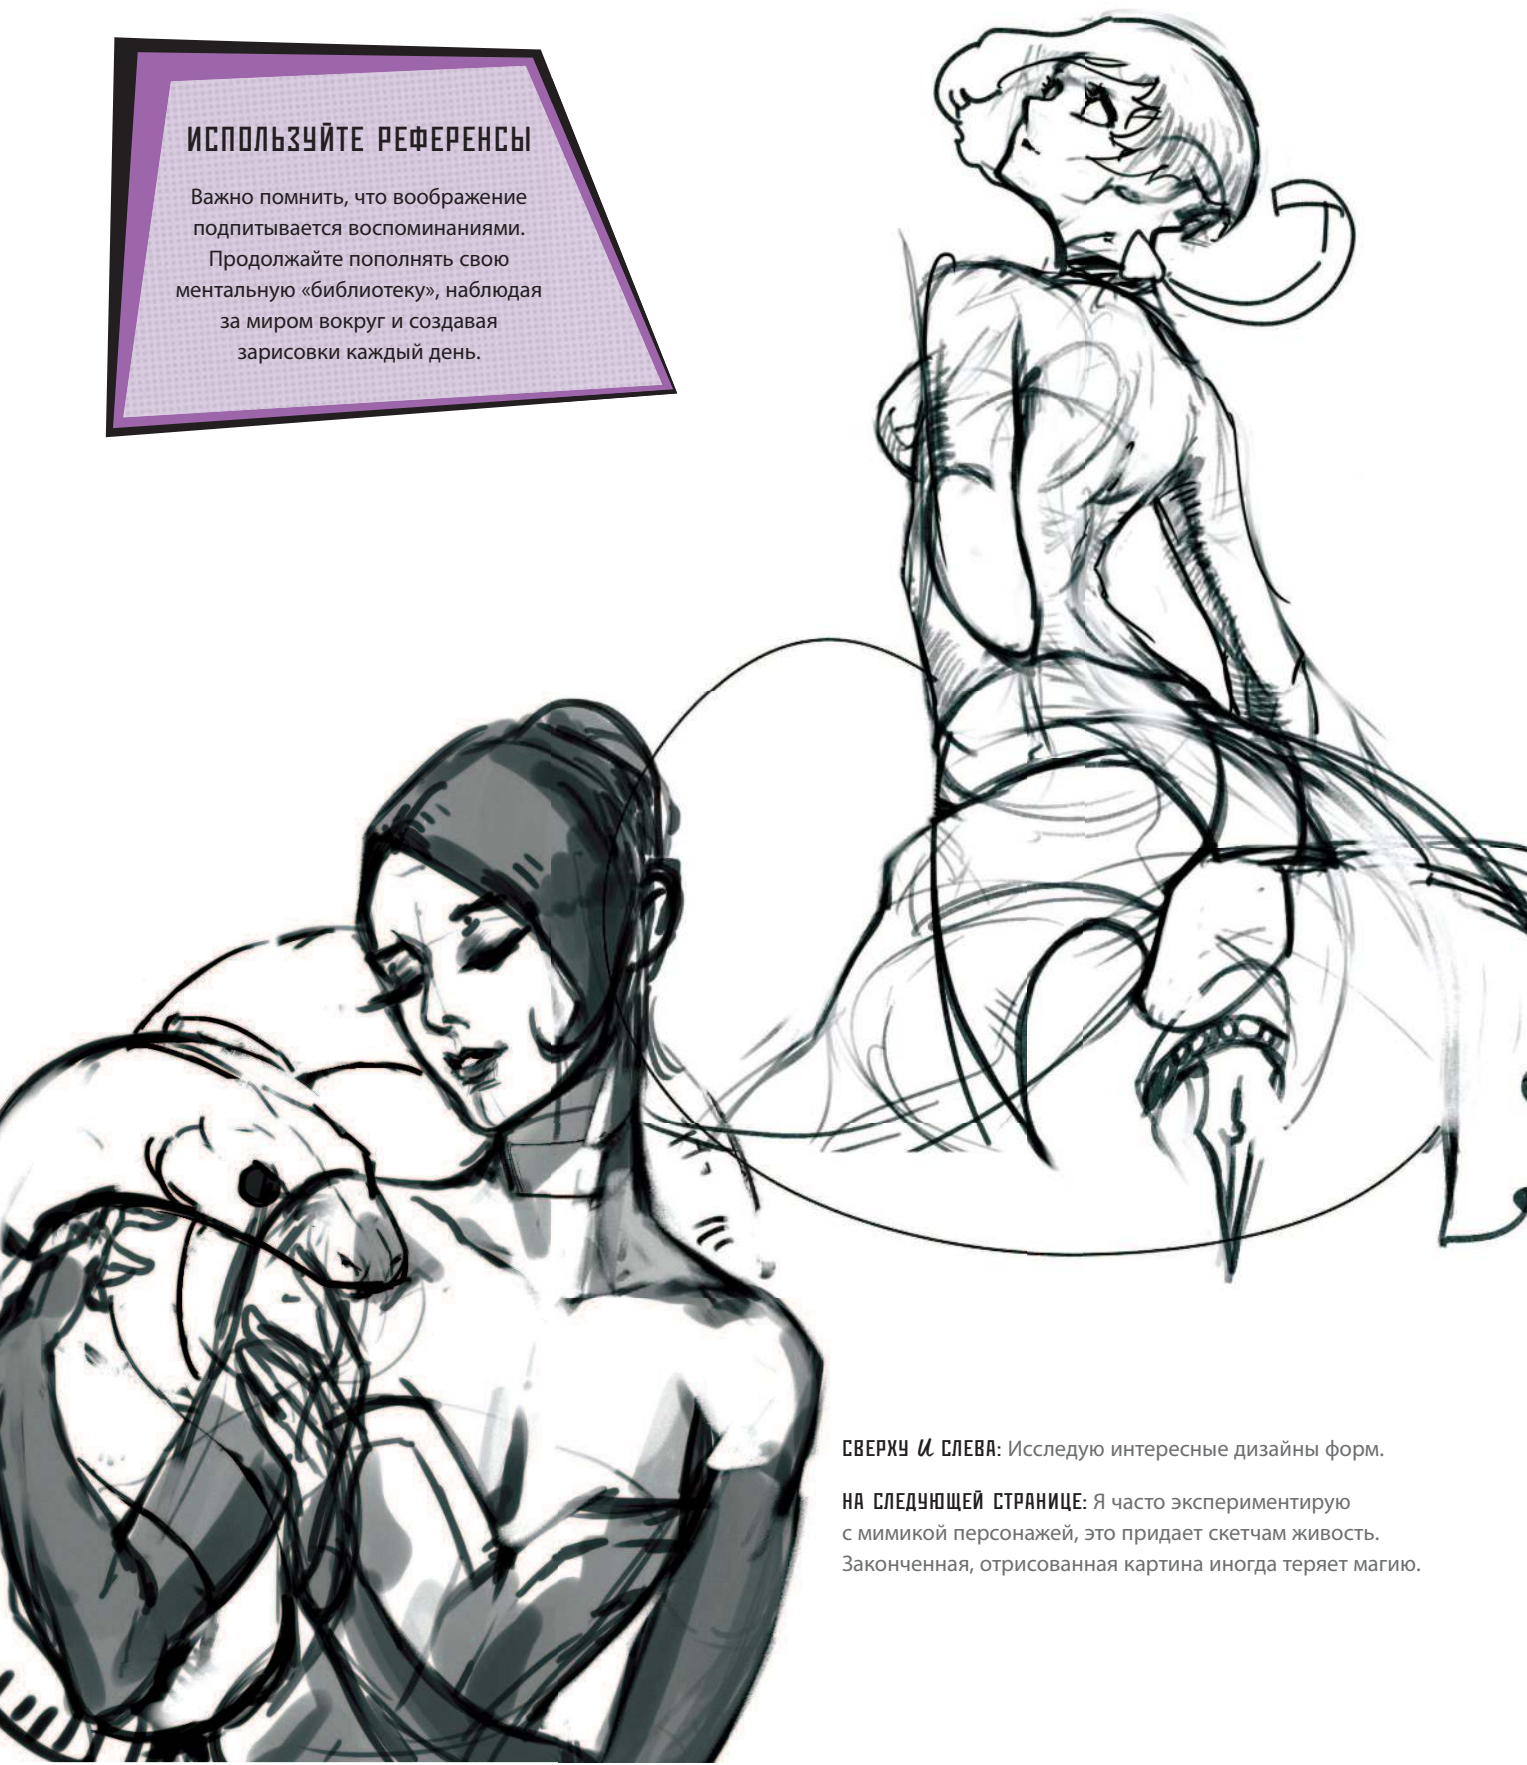 ИСПОЛЬЗУЙТЕ РЕФЕРЕНСЫ
Важно помнить, что воображение
подпитывается воспоминаниями.
Продолжайте пополнять свою
ментальную «библиотеку», наблюдая
за миром вокруг и создавая
зарисовки каждый день.
СВЕРХУ И СЛЕВА: Исследую интересные дизайны форм.
НА СЛЕДУЮЩЕЙ СТРАНИЦЕ: Я часто экспериментирую
с мимикой персонажей, это придает скетчам живость.
Законченная, отрисованная картина иногда теряет магию.